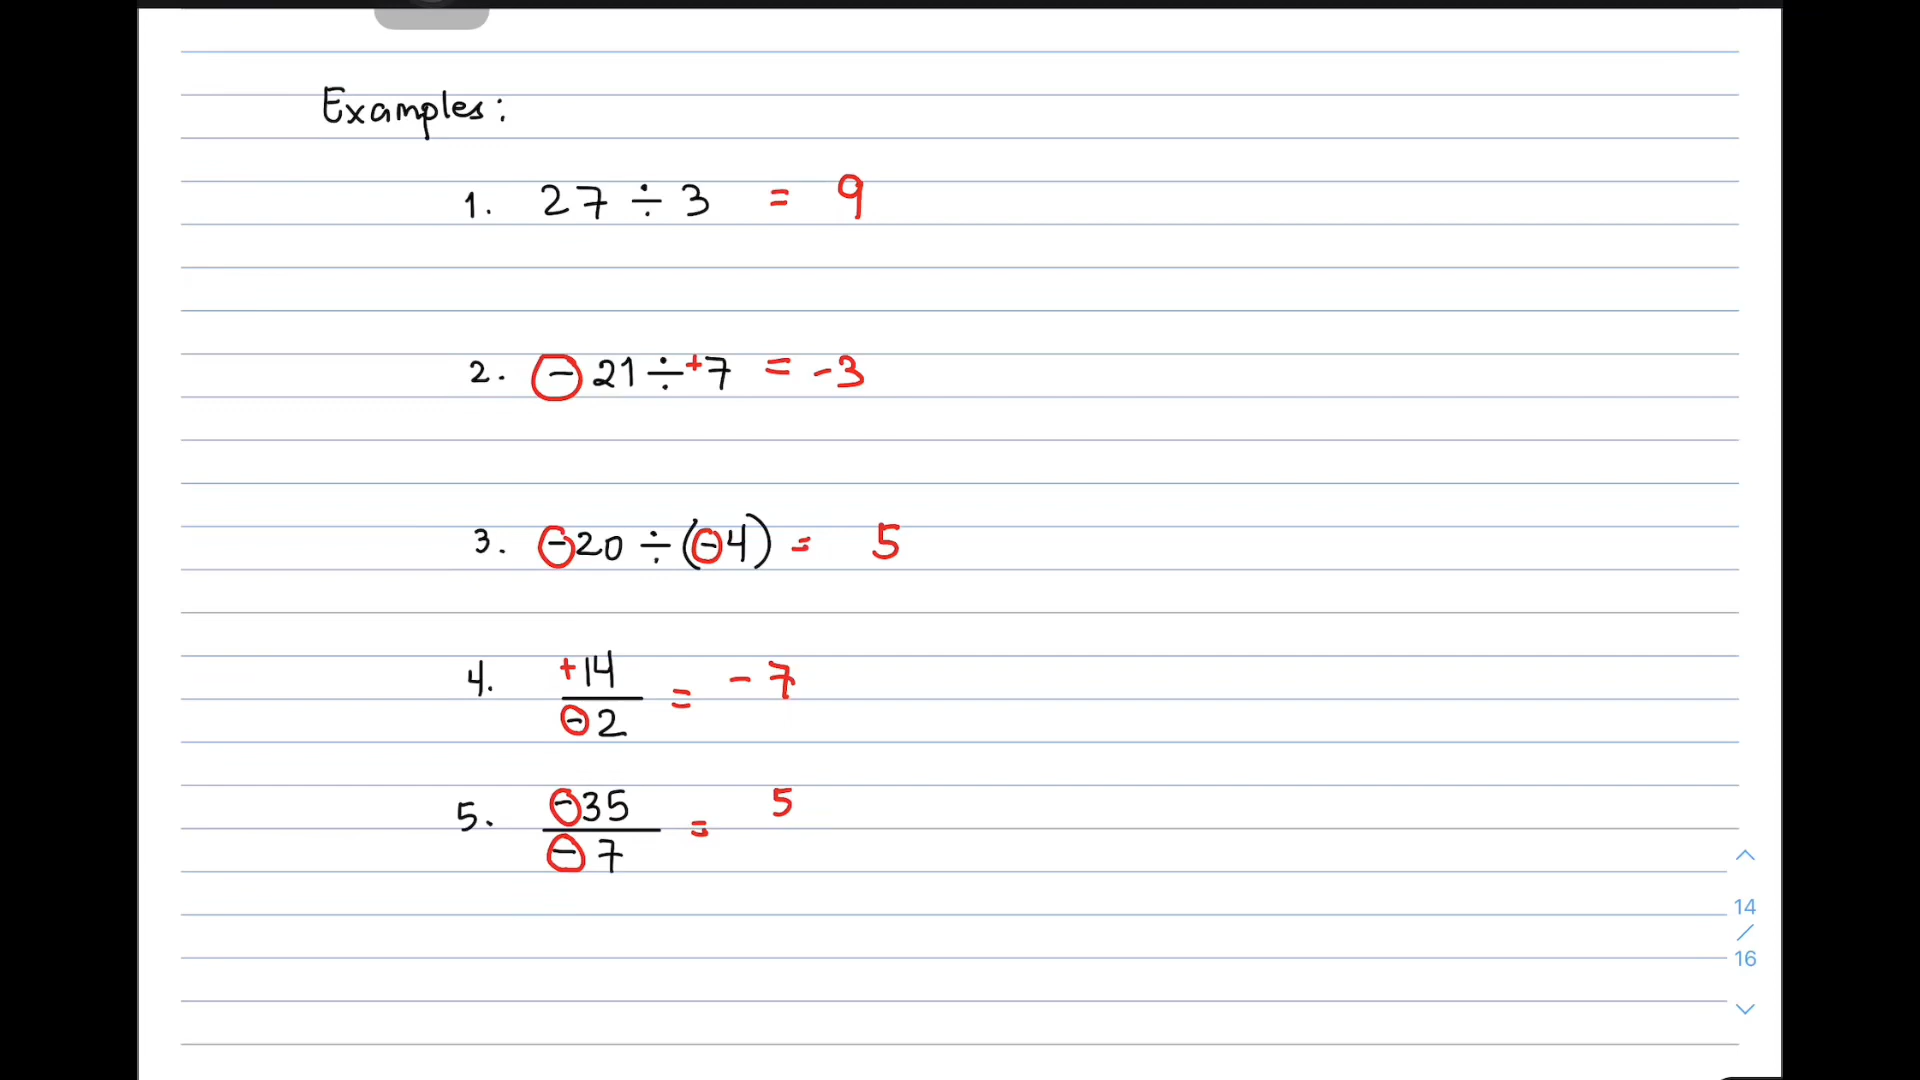 Examples:
1. 27 ÷ 3 = 9
2. -21 ÷ +7 = -3
3. -20 ÷ (-4) = 5
4. +14
-2
= -7
5. -35
-7
= 5
14
/
16